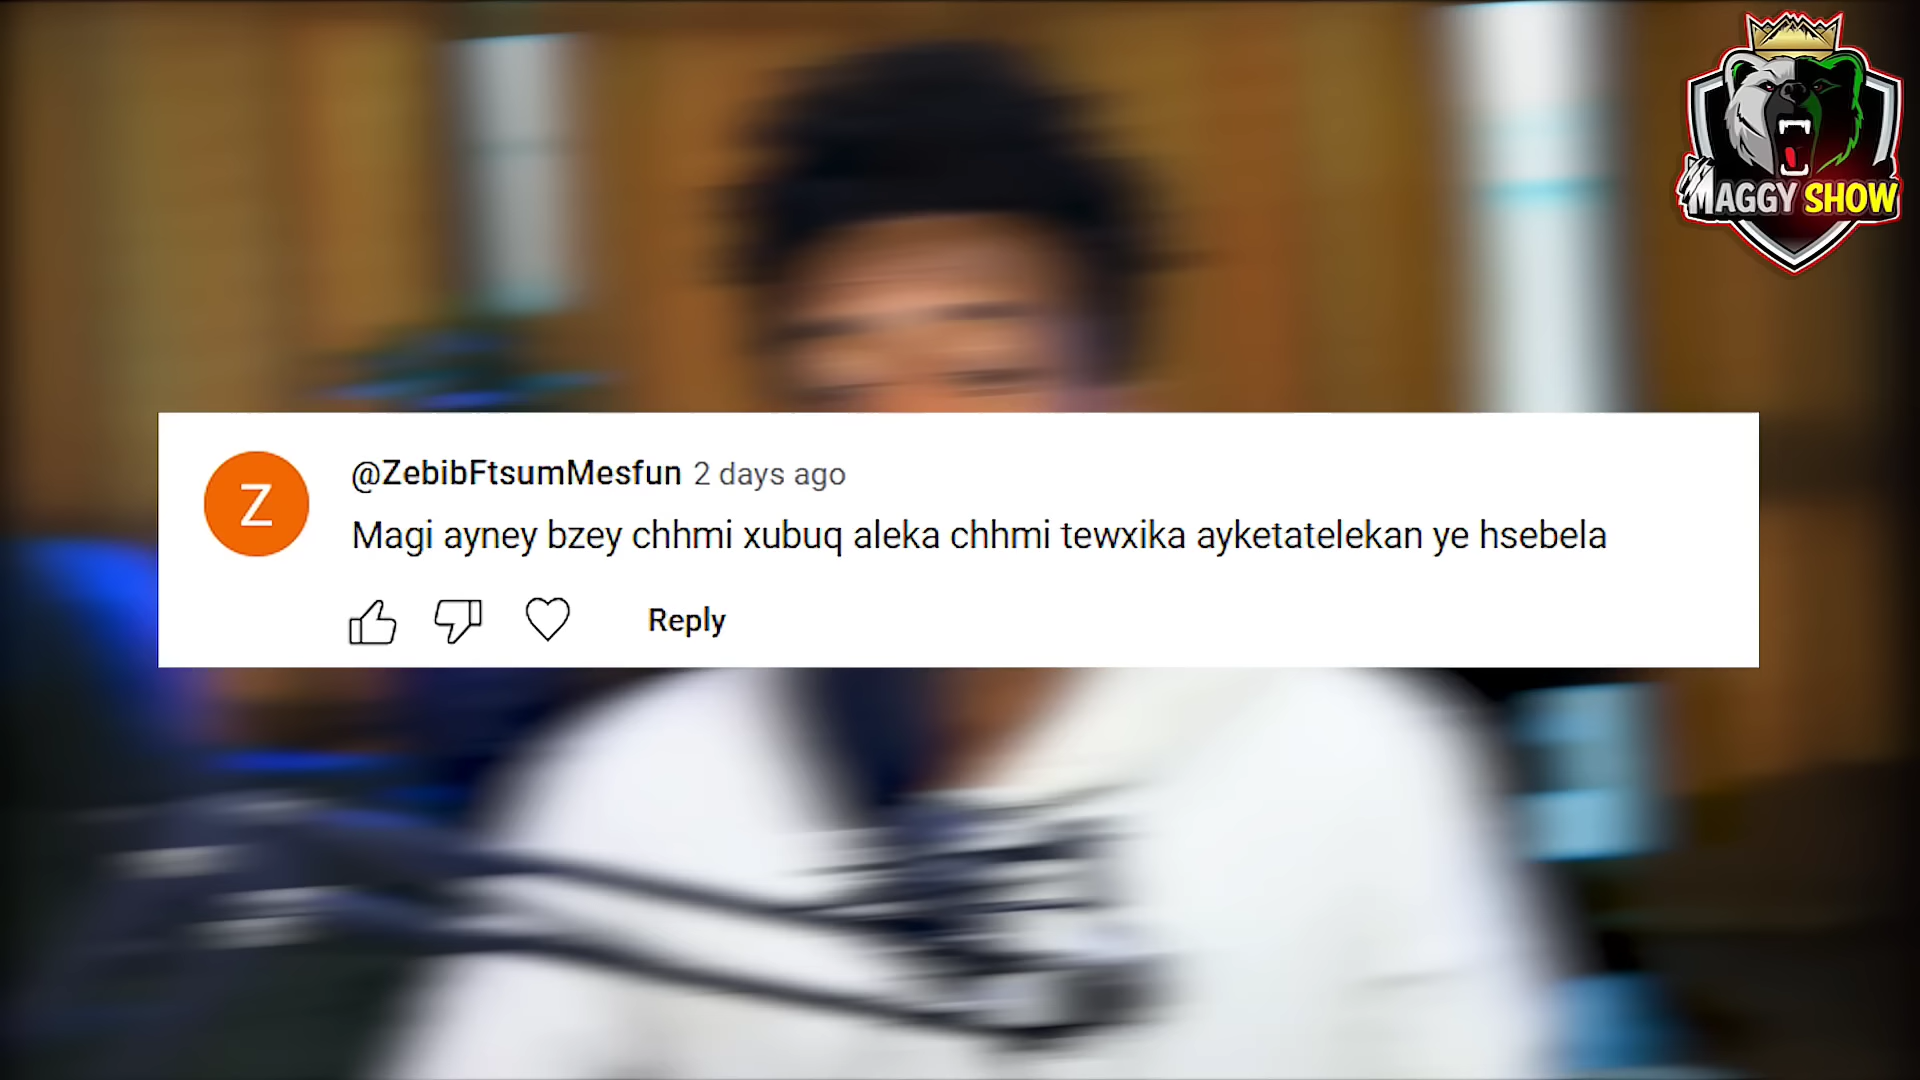 MAGGY SHOW
Z
@ZebibFtsumMesfun 2 days ago
Magi ayney bzey chhmi xubuq aleka chhmi tewxika ayketatelekan ye hsebela
Reply